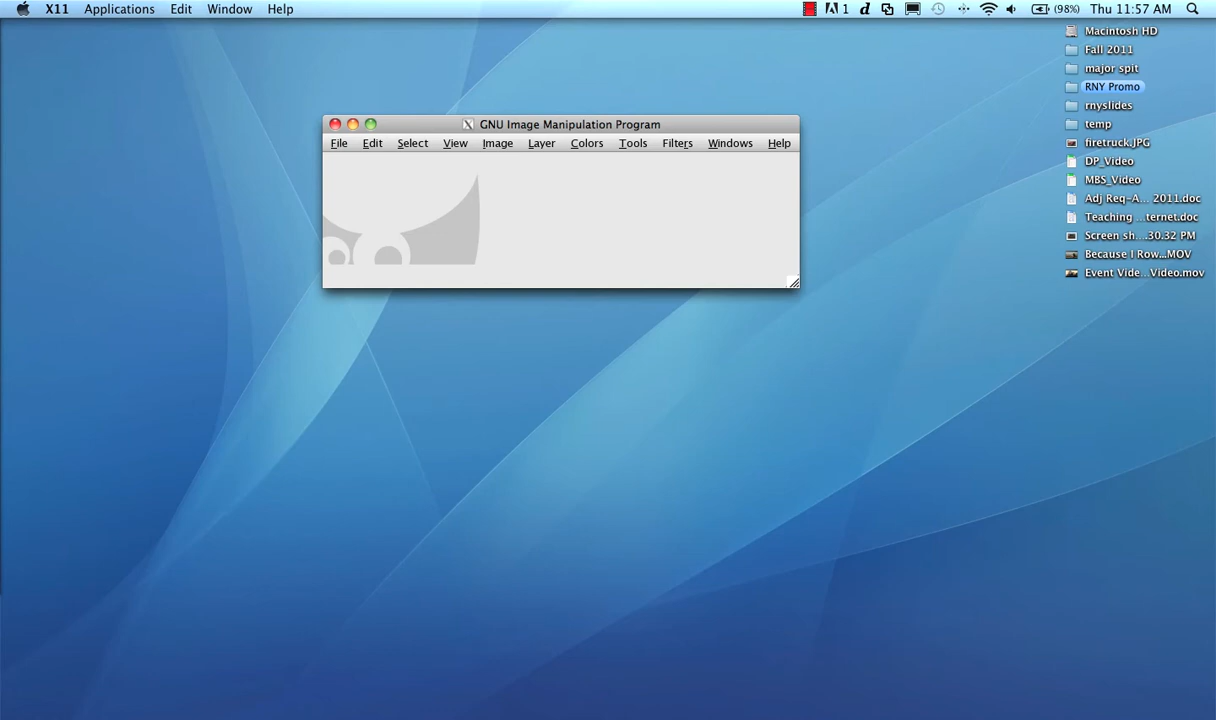 X11 Applications Edit Window Help 1 (98%) Thu 11:57 AM
Macintosh HD
Fall 2011
major spit
RNY Promo
rnyslides
temp
firetruck.JPG
DP_Video
MBS_Video
Adj Req-A... 2011.doc
Teaching ...ternet.doc
Screen sh....30.32 PM
Because I Row...MOV
Event Vide...Video.mov
GNU Image Manipulation Program
File Edit Select View Image Layer Colors Tools Filters Windows Help